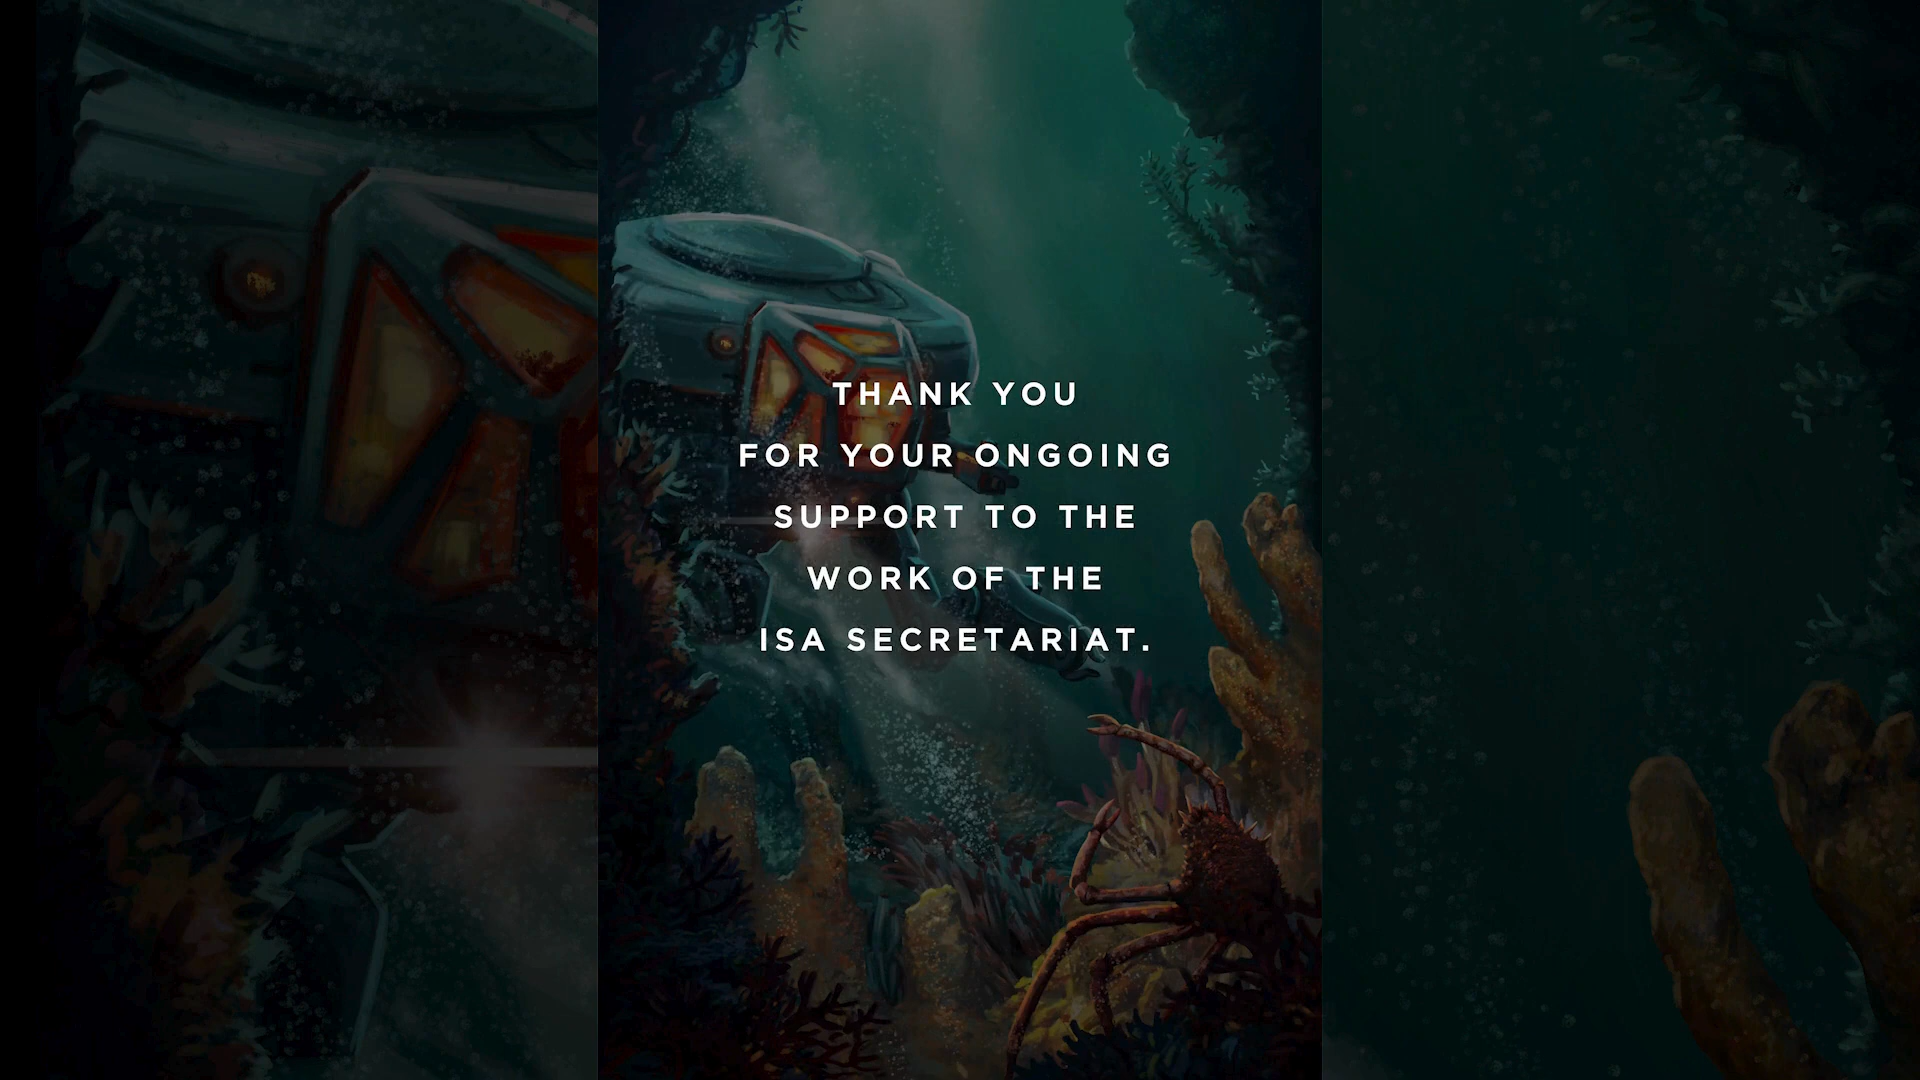 THANK YOU
FOR YOUR ONGOING
SUPPORT TO THE
WORK OF THE
ISA SECRETARIAT.